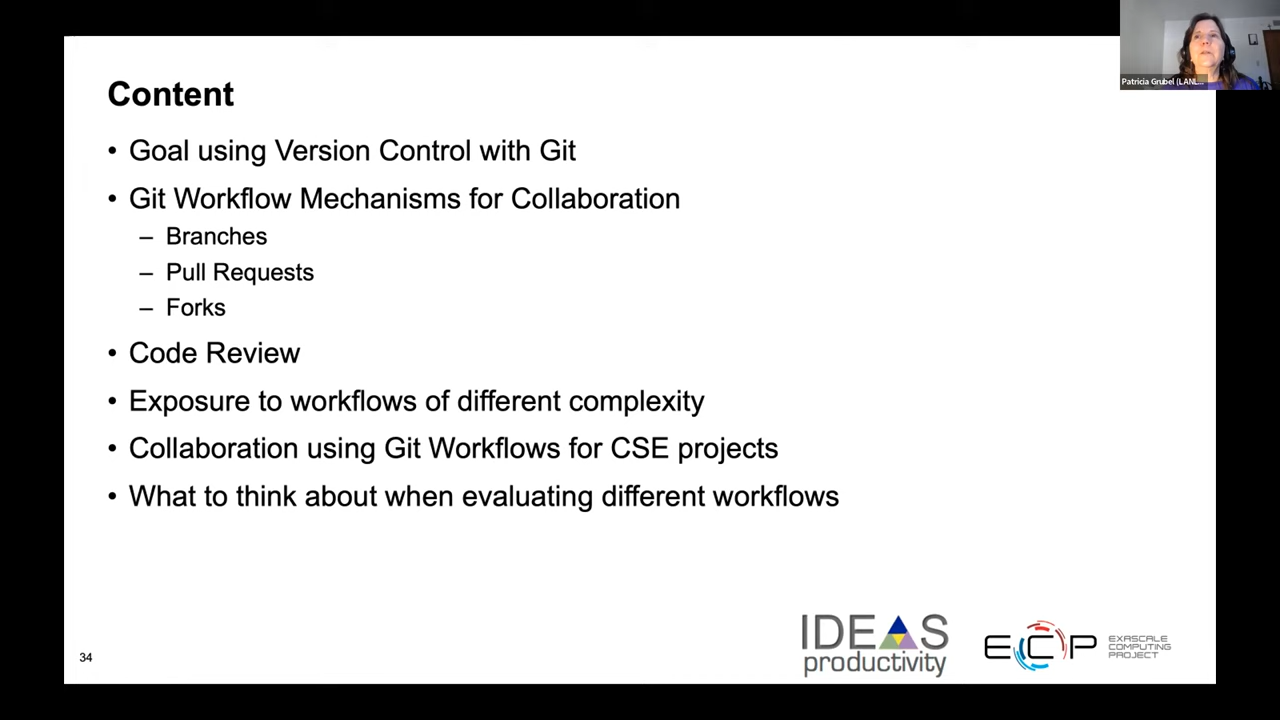 Content
• Goal using Version Control with Git
• Git Workflow Mechanisms for Collaboration
– Branches
– Pull Requests
– Forks
• Code Review
• Exposure to workflows of different complexity
• Collaboration using Git Workflows for CSE projects
• What to think about when evaluating different workflows
34
IDEAS
productivity
ECP
EXASCALE
COMPUTING
PROJECT
Patricia Grubel (LANL...